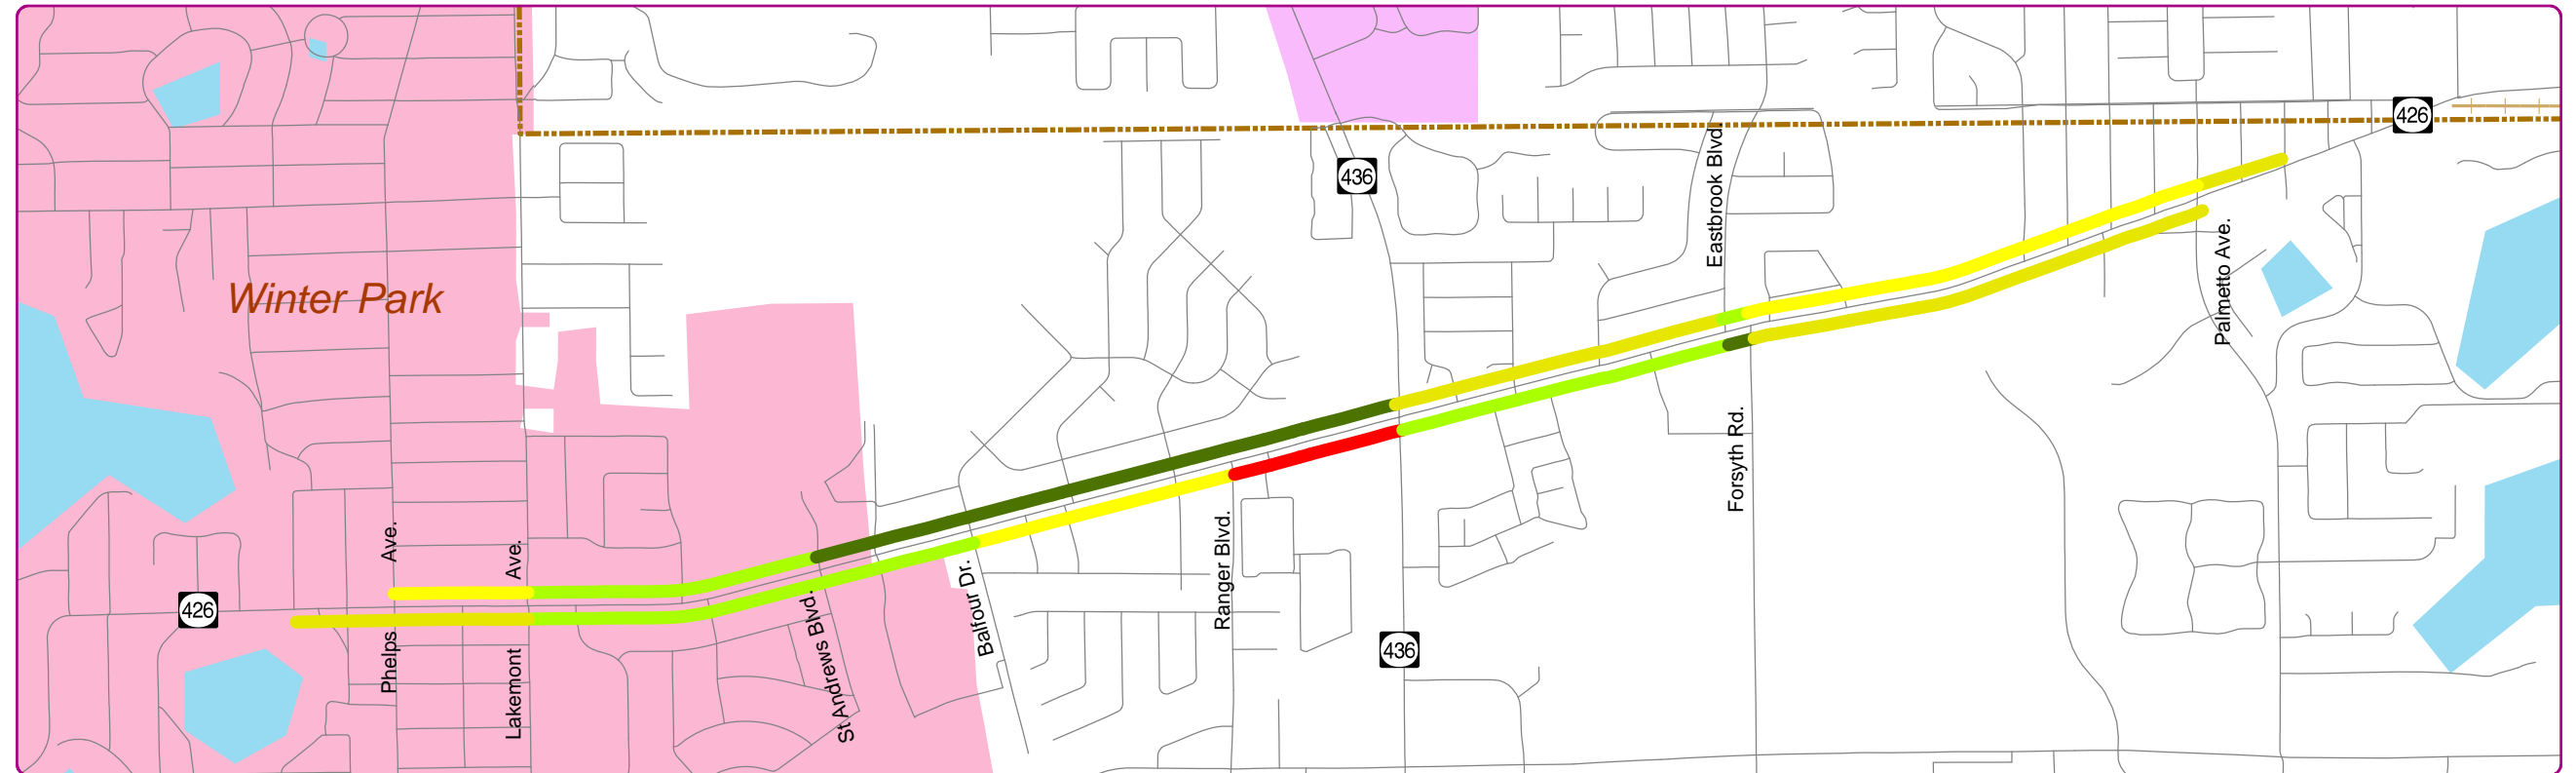 426
436
Eastbrook Blvd.
Winter Park
Palmetto Ave.
Forsyth Rd.
Phelps Ave.
Lakemont Ave.
Ranger Blvd.
Balfour Dr.
St Andrews Blvd.
426
436